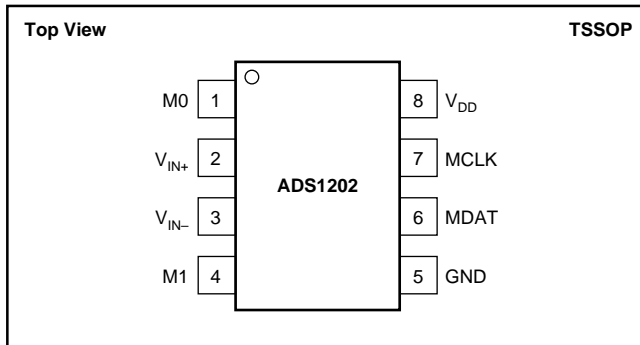 Top View TSSOP
M0 1 8 VDD
VIN+ 2 7 MCLK
ADS1202
VIN– 3 6 MDAT
M1 4 5 GND